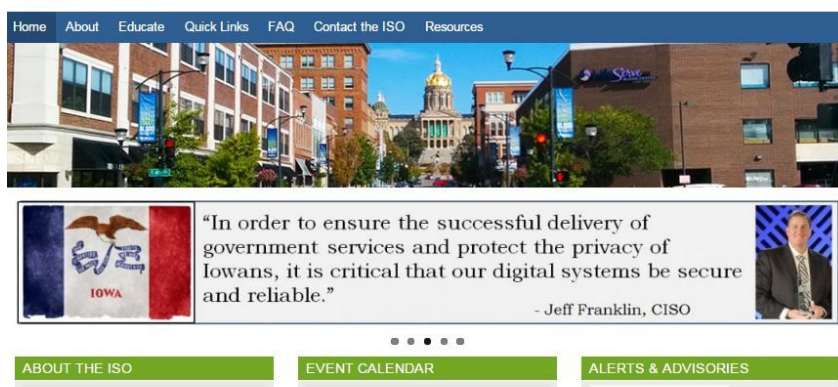 Home About Educate Quick Links FAQ Contact the ISO Resources
Serve
IOWA
“In order to ensure the successful delivery of
government services and protect the privacy of
Iowans, it is critical that our digital systems be secure
and reliable.”
- Jeff Franklin, CISO
ABOUT THE ISO EVENT CALENDAR ALERTS & ADVISORIES